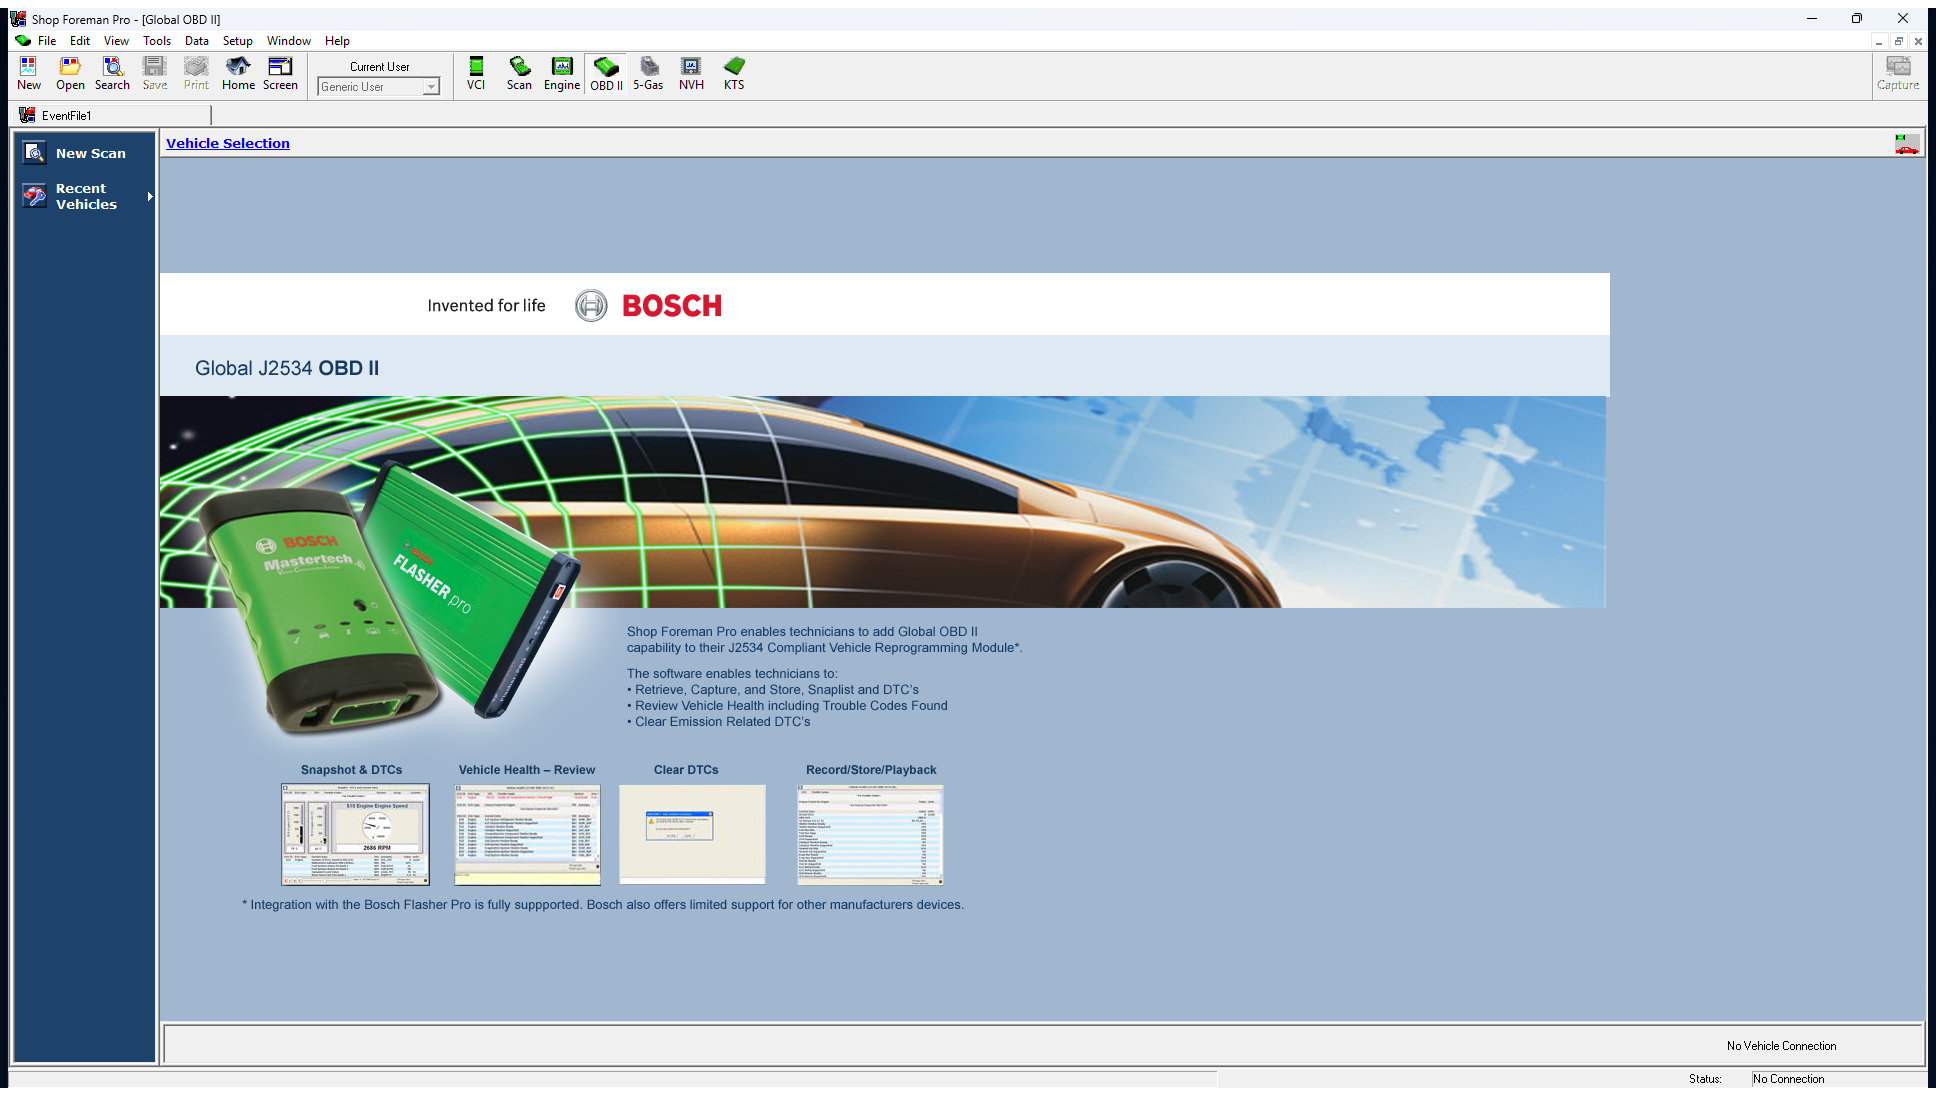 Shop Foreman Pro - [Global OBD II]
File Edit View Tools Data Setup Window Help
New Open Search Save Print Home Screen
Current User
Generic User
VCI Scan Engine OBD II 5-Gas NVH KTS
Capture
EventFile1
New Scan
Recent
Vehicles
Vehicle Selection
Invented for life BOSCH
Global J2534 OBD II
BOSCH
Mastertech
BOSCH
FLASHER pro
Shop Foreman Pro enables technicians to add Global OBD II
capability to their J2534 Compliant Vehicle Reprogramming Module*.
The software enables technicians to:
• Retrieve, Capture, and Store, Snaplist and DTC's
• Review Vehicle Health including Trouble Codes Found
• Clear Emission Related DTC's
Snapshot & DTCs
Vehicle Health – Review
Clear DTCs
Record/Store/Playback
$10 Engine Engine Speed
2686 RPM
* Integration with the Bosch Flasher Pro is fully suppported. Bosch also offers limited support for other manufacturers devices.
No Vehicle Connection
Status: No Connection